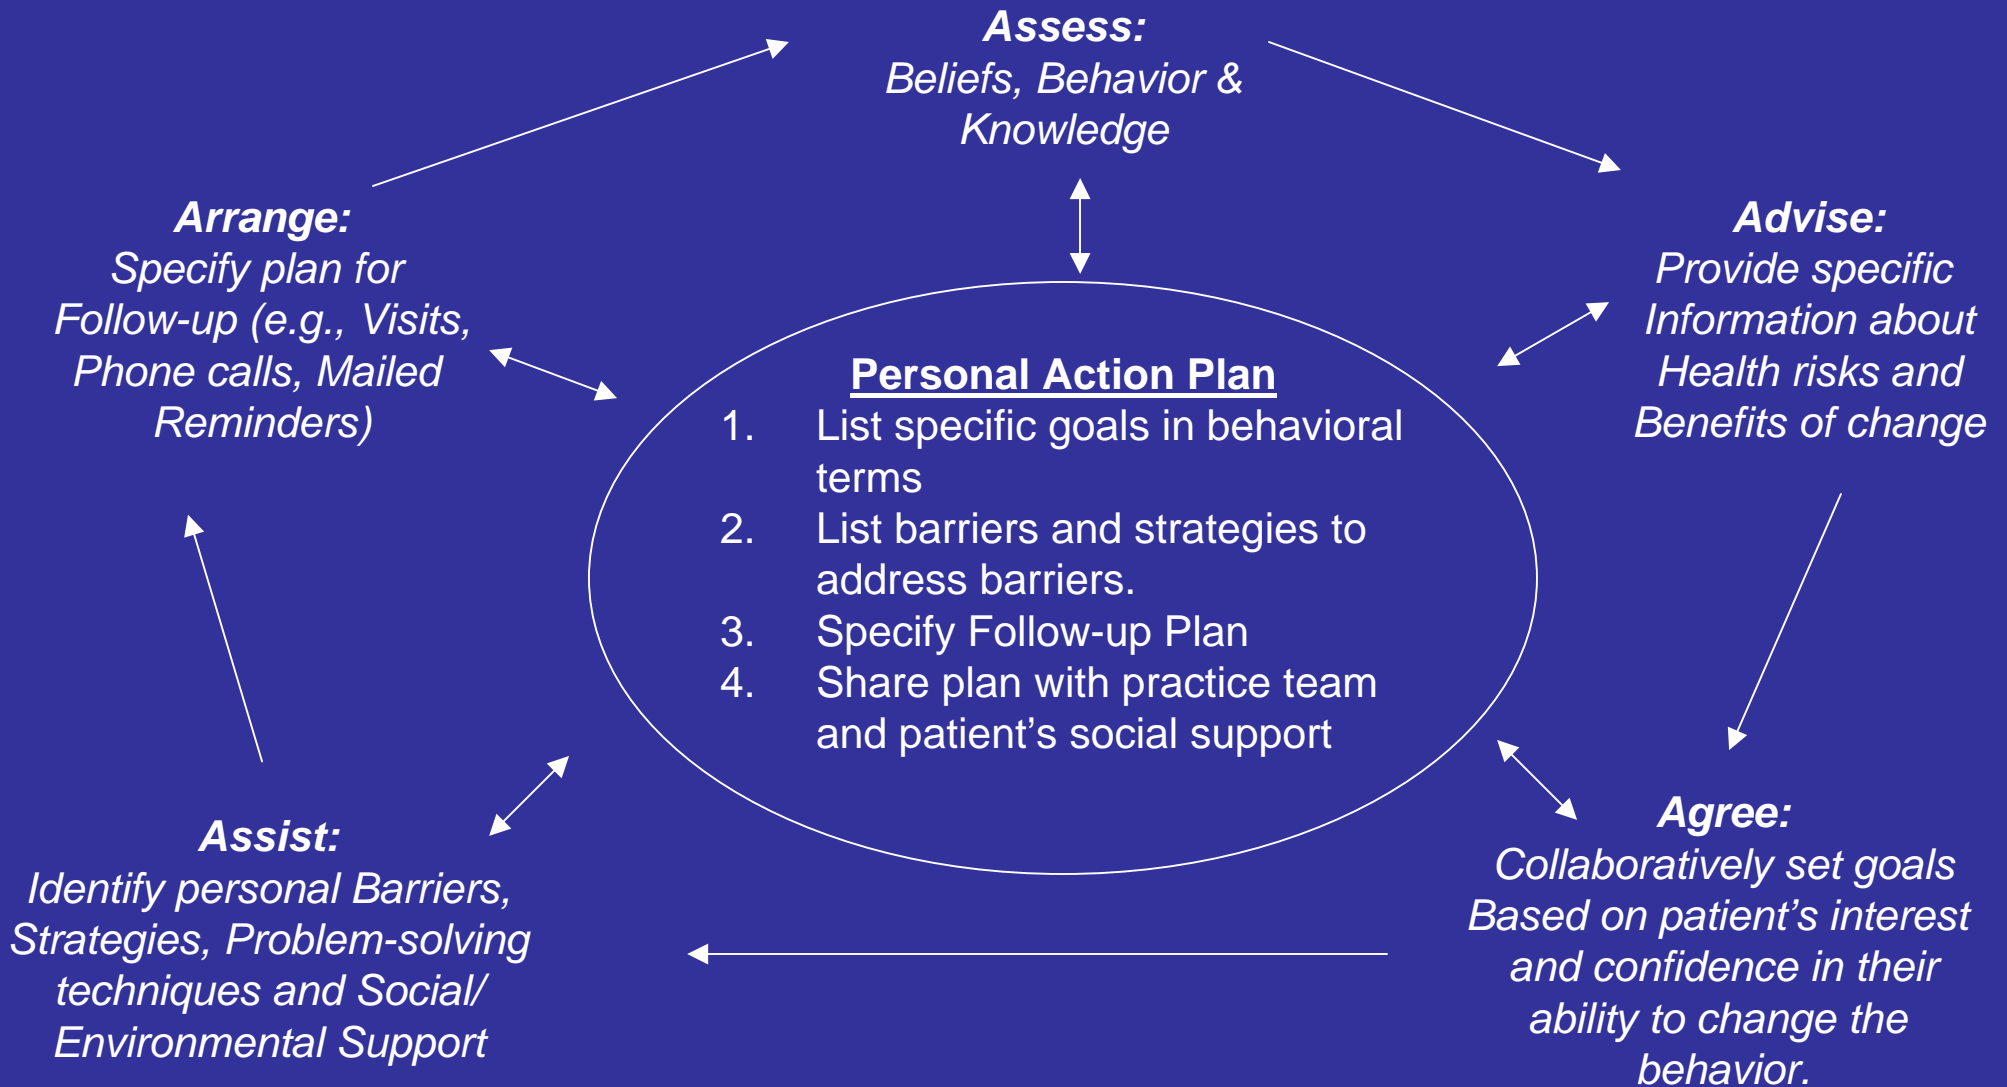 Assess:
Beliefs, Behavior &
Knowledge
Arrange:
Specify plan for
Follow-up (e.g., Visits,
Phone calls, Mailed
Reminders)
Advise:
Provide specific
Information about
Health risks and
Benefits of change
Personal Action Plan
1. List specific goals in behavioral
terms
2. List barriers and strategies to
address barriers.
3. Specify Follow-up Plan
4. Share plan with practice team
and patient’s social support
Assist:
Identify personal Barriers,
Strategies, Problem-solving
techniques and Social/
Environmental Support
Agree:
Collaboratively set goals
Based on patient’s interest
and confidence in their
ability to change the
behavior.